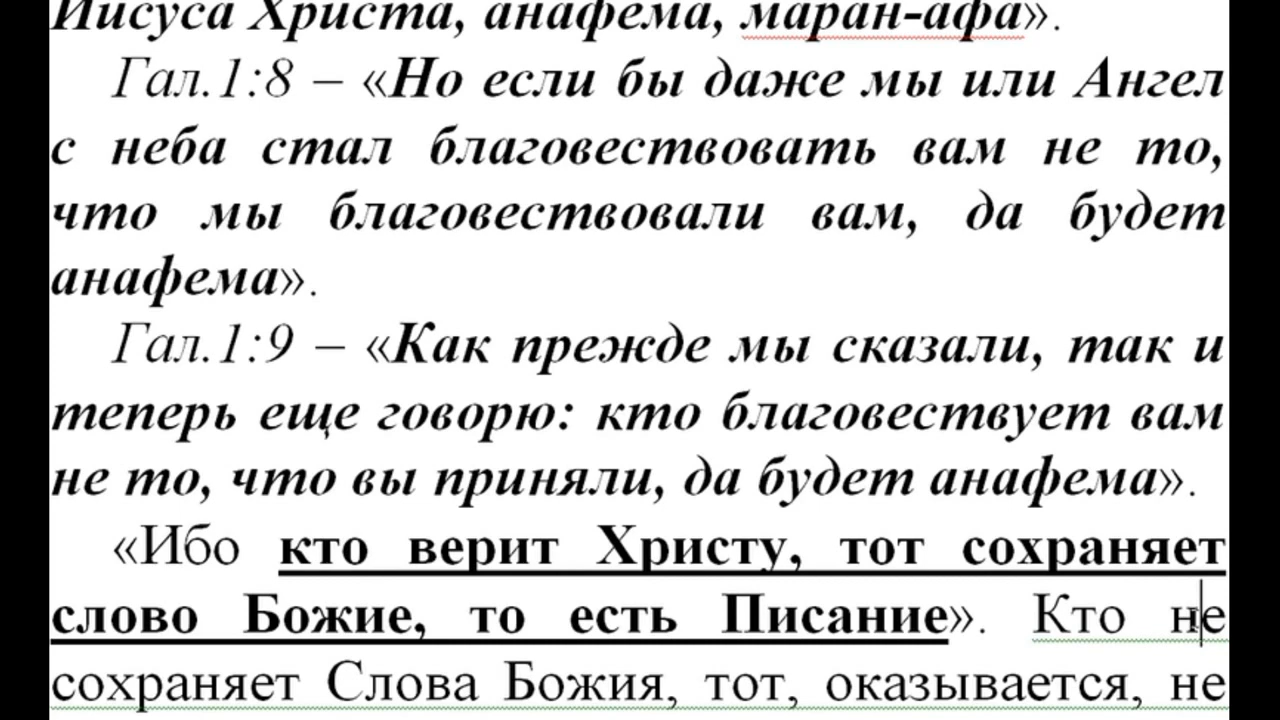 Иисуса Христа, анафема, маран-афа».
Гал.1:8 – «Но если бы даже мы или Ангел
с неба стал благовествовать вам не то,
что мы благовествовали вам, да будет
анафема».
Гал.1:9 – «Как прежде мы сказали, так и
теперь еще говорю: кто благовествует вам
не то, что вы приняли, да будет анафема».
«Ибо кто верит Христу, тот сохраняет
слово Божие, то есть Писание». Кто не
сохраняет Слова Божия, тот, оказывается, не